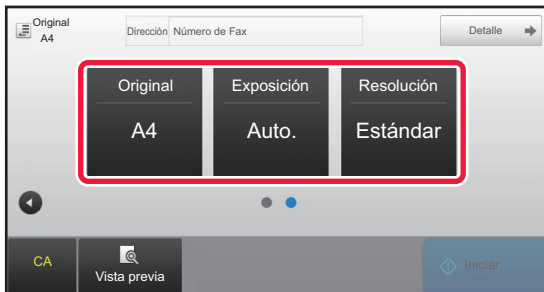 Original
A4
Dirección Número de Fax
Detalle
Original Exposición Resolución
A4 Auto. Estándar
CA
Vista previa
Iniciar